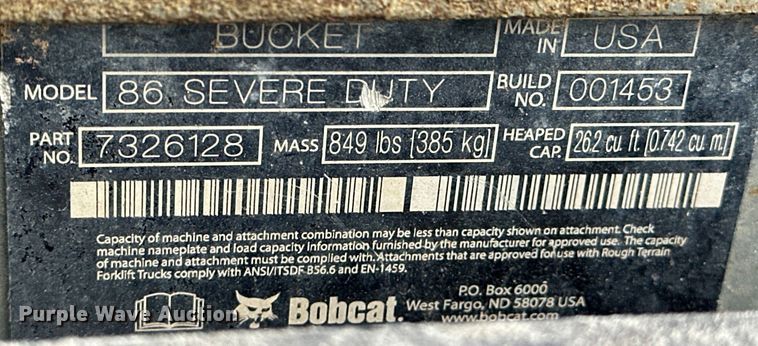 BUCKET MADE IN USA
MODEL 86 SEVERE DUTY BUILD NO. 001453
PART NO. 7326128 MASS 849 lbs [385 kg] HEAPED CAP. 26.2 cu. ft. [0.742 cu. m]
Capacity of machine and attachment combination may be less than capacity shown on attachment. Check
machine nameplate and load capacity information furnished by the manufacturer for approved use. The capacity
of machine and attachment must be complied with. Attachments that are approved for use with Rough Terrain
Forklift Trucks comply with ANSI/ITSDF B56.6 and EN-1459.
Bobcat.
P.O. Box 6000
West Fargo, ND 58078 USA
www.bobcat.com
Purple Wave Auction